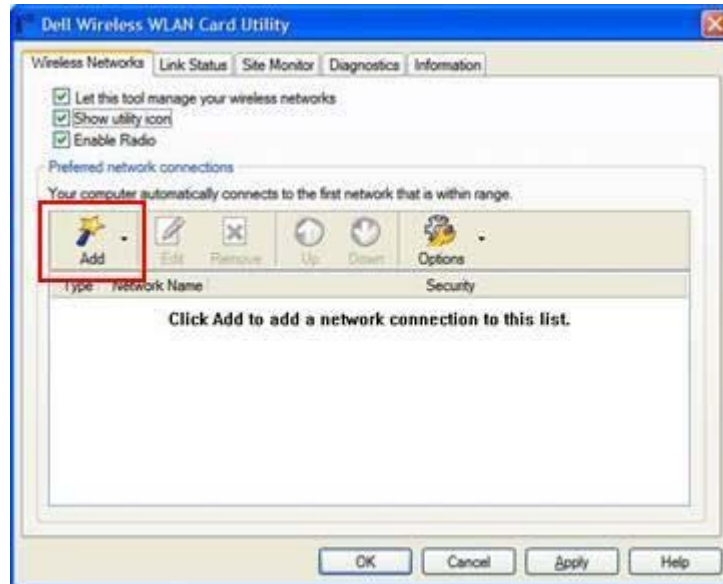 Dell Wireless WLAN Card Utility
Wireless Networks Link Status Site Monitor Diagnostics Information
Let this tool manage your wireless networks
Show utility icon
Enable Radio
Preferred network connections
Your computer automatically connects to the first network that is within range.
Add Edit Remove Up Down Options
Type Network Name Security
Click Add to add a network connection to this list.
OK Cancel Apply Help